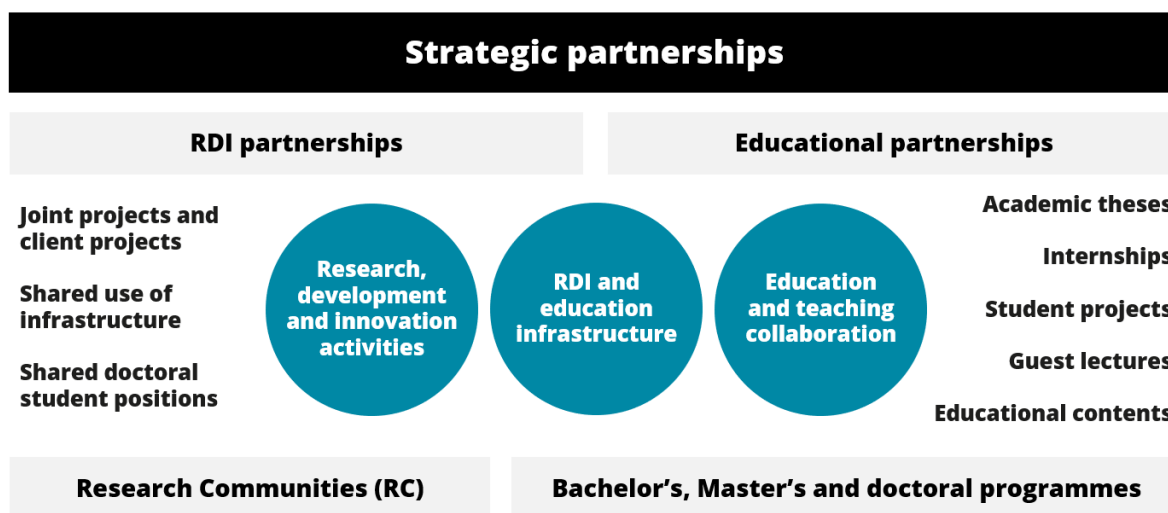 Strategic partnerships
RDI partnerships
Educational partnerships
Joint projects and
client projects
Shared use of
infrastructure
Shared doctoral
student positions
Research,
development
and innovation
activities
RDI and
education
infrastructure
Education
and teaching
collaboration
Academic theses
Internships
Student projects
Guest lectures
Educational contents
Research Communities (RC)
Bachelor’s, Master’s and doctoral programmes